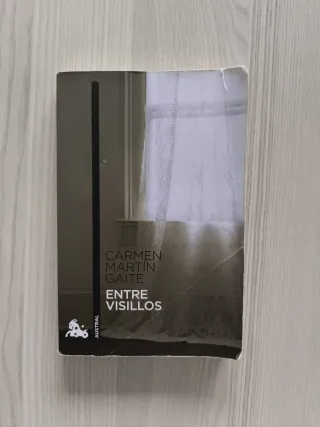 CARMEN
MARTÍN
GAITE
ENTRE
VISILLOS
AUSTRAL